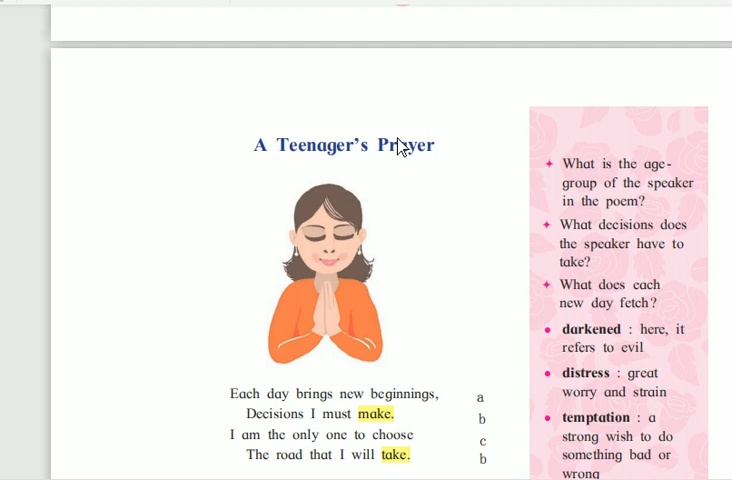 A Teenager's Prayer
Each day brings new beginnings, a
Decisions I must make. b
I am the only one to choose c
The road that I will take. b
✦ What is the age-
group of the speaker
in the poem?
✦ What decisions does
the speaker have to
take?
✦ What does each
new day fetch?
• darkened : here, it
refers to evil
• distress : great
worry and strain
• temptation : a
strong wish to do
something bad or
wrong